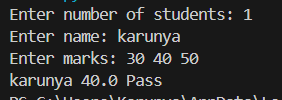 Enter number of students: 1
Enter name: karunya
Enter marks: 30 40 50
karunya 40.0 Pass